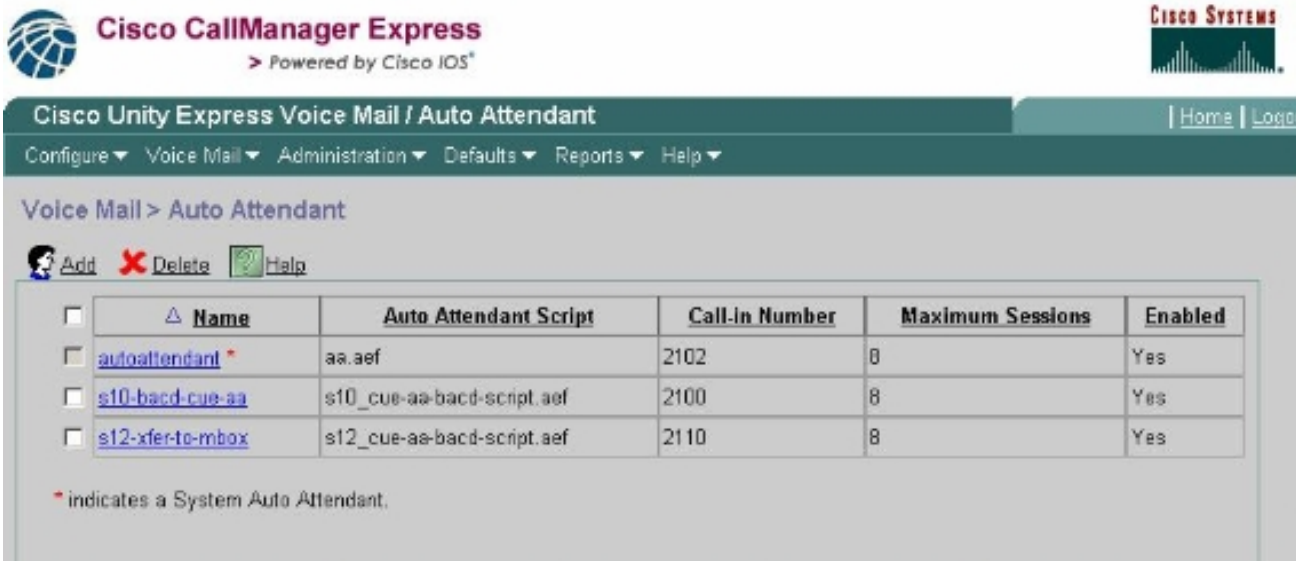 Cisco CallManager Express
> Powered by Cisco IOS®
CISCO SYSTEMS
Cisco Unity Express Voice Mail / Auto Attendant
| Home | Logo
Configure Voice Mail Administration Defaults Reports Help
Voice Mail > Auto Attendant
Add Delete Help
Name Auto Attendant Script Call-in Number Maximum Sessions Enabled
autoattendant * aa.aef 2102 8 Yes
s10-bacd-cue-aa s10_cue-aa-bacd-script.aef 2100 8 Yes
s12-xfer-to-mbox s12_cue-aa-bacd-script.aef 2110 8 Yes
* indicates a System Auto Attendant.